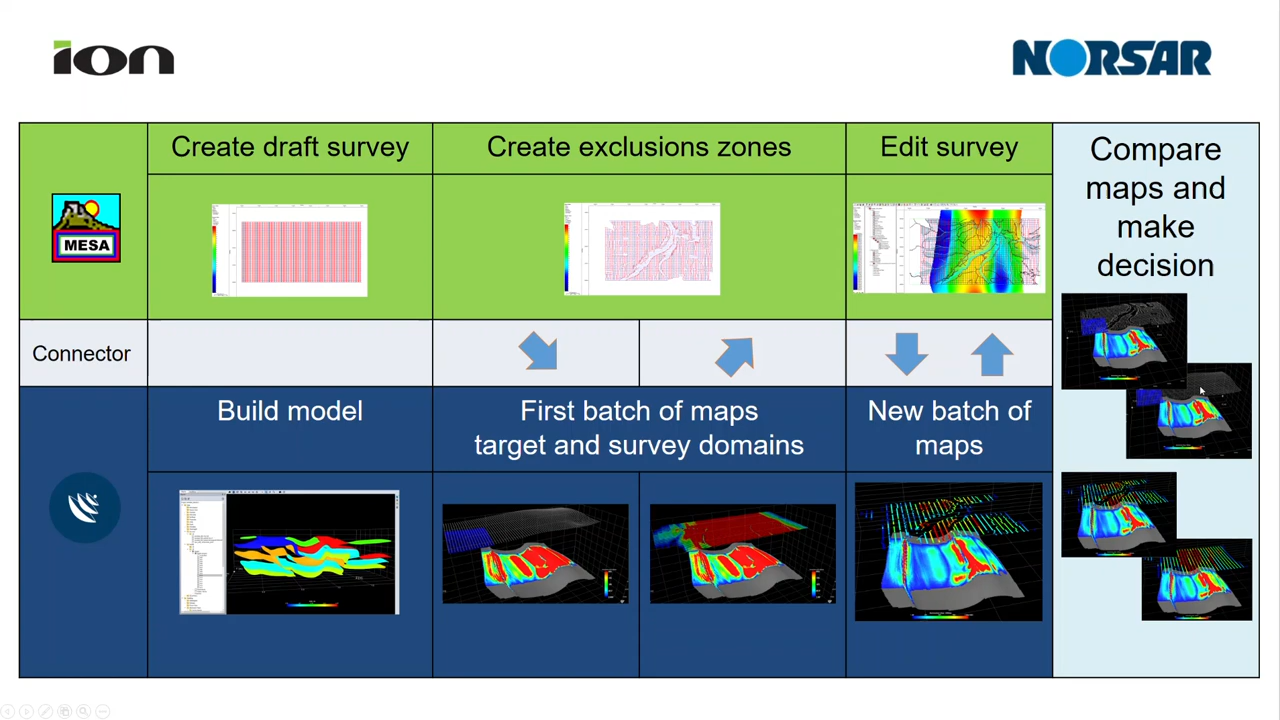 ion
NORSAR
Create draft survey
Create exclusions zones
Edit survey
Compare
maps and
make
decision
MESA
Connector
Build model
First batch of maps
target and survey domains
New batch of
maps